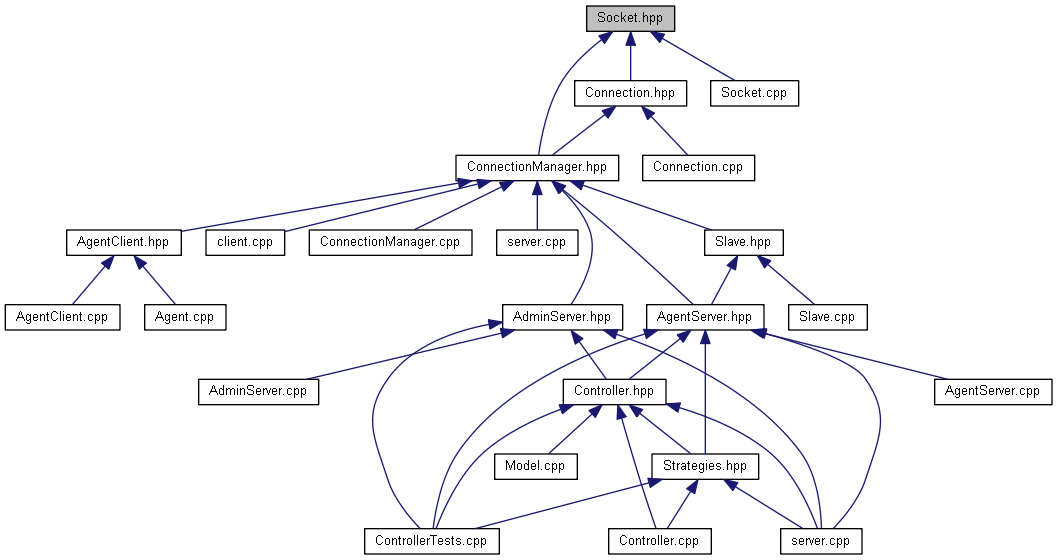 Socket.hpp
Connection.hpp
Socket.cpp
ConnectionManager.hpp
Connection.cpp
AgentClient.hpp
client.cpp
ConnectionManager.cpp
server.cpp
Slave.hpp
AgentClient.cpp
Agent.cpp
AdminServer.hpp
AgentServer.hpp
Slave.cpp
AdminServer.cpp
Controller.hpp
AgentServer.cpp
Model.cpp
Strategies.hpp
ControllerTests.cpp
Controller.cpp
server.cpp